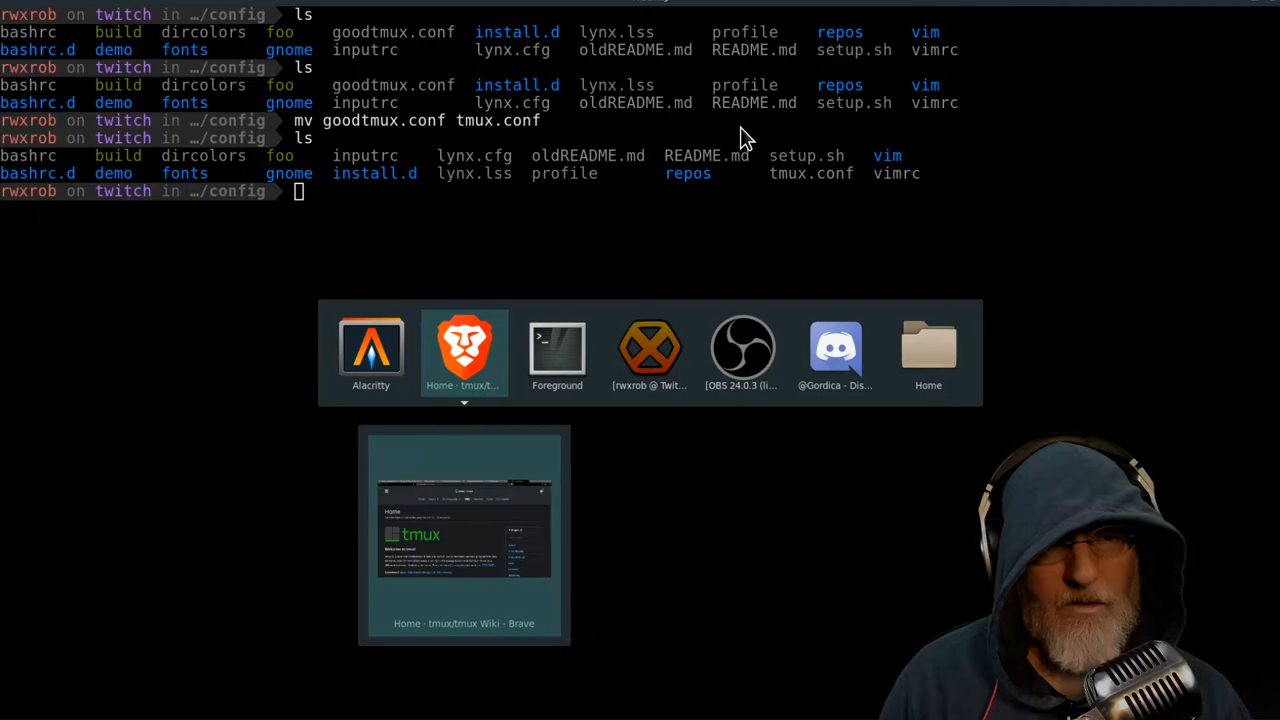 rwxrob on twitch in …/config ls
bashrc build dircolors foo goodtmux.conf install.d lynx.lss profile repos vim
bashrc.d demo fonts gnome inputrc lynx.cfg oldREADME.md README.md setup.sh vimrc
rwxrob on twitch in …/config ls
bashrc build dircolors foo goodtmux.conf install.d lynx.lss profile repos vim
bashrc.d demo fonts gnome inputrc lynx.cfg oldREADME.md README.md setup.sh vimrc
rwxrob on twitch in …/config mv goodtmux.conf tmux.conf
rwxrob on twitch in …/config ls
bashrc build dircolors foo inputrc lynx.cfg oldREADME.md README.md setup.sh vim
bashrc.d demo fonts gnome install.d lynx.lss profile repos tmux.conf vimrc
rwxrob on twitch in …/config
Alacritty Home · tmux/t... Foreground [rwxrob @ Twit... [OBS 24.0.3 (li... @Gordica - Dis... Home
Home
tmux
Welcome to tmux!
Home · tmux/tmux Wiki - Brave